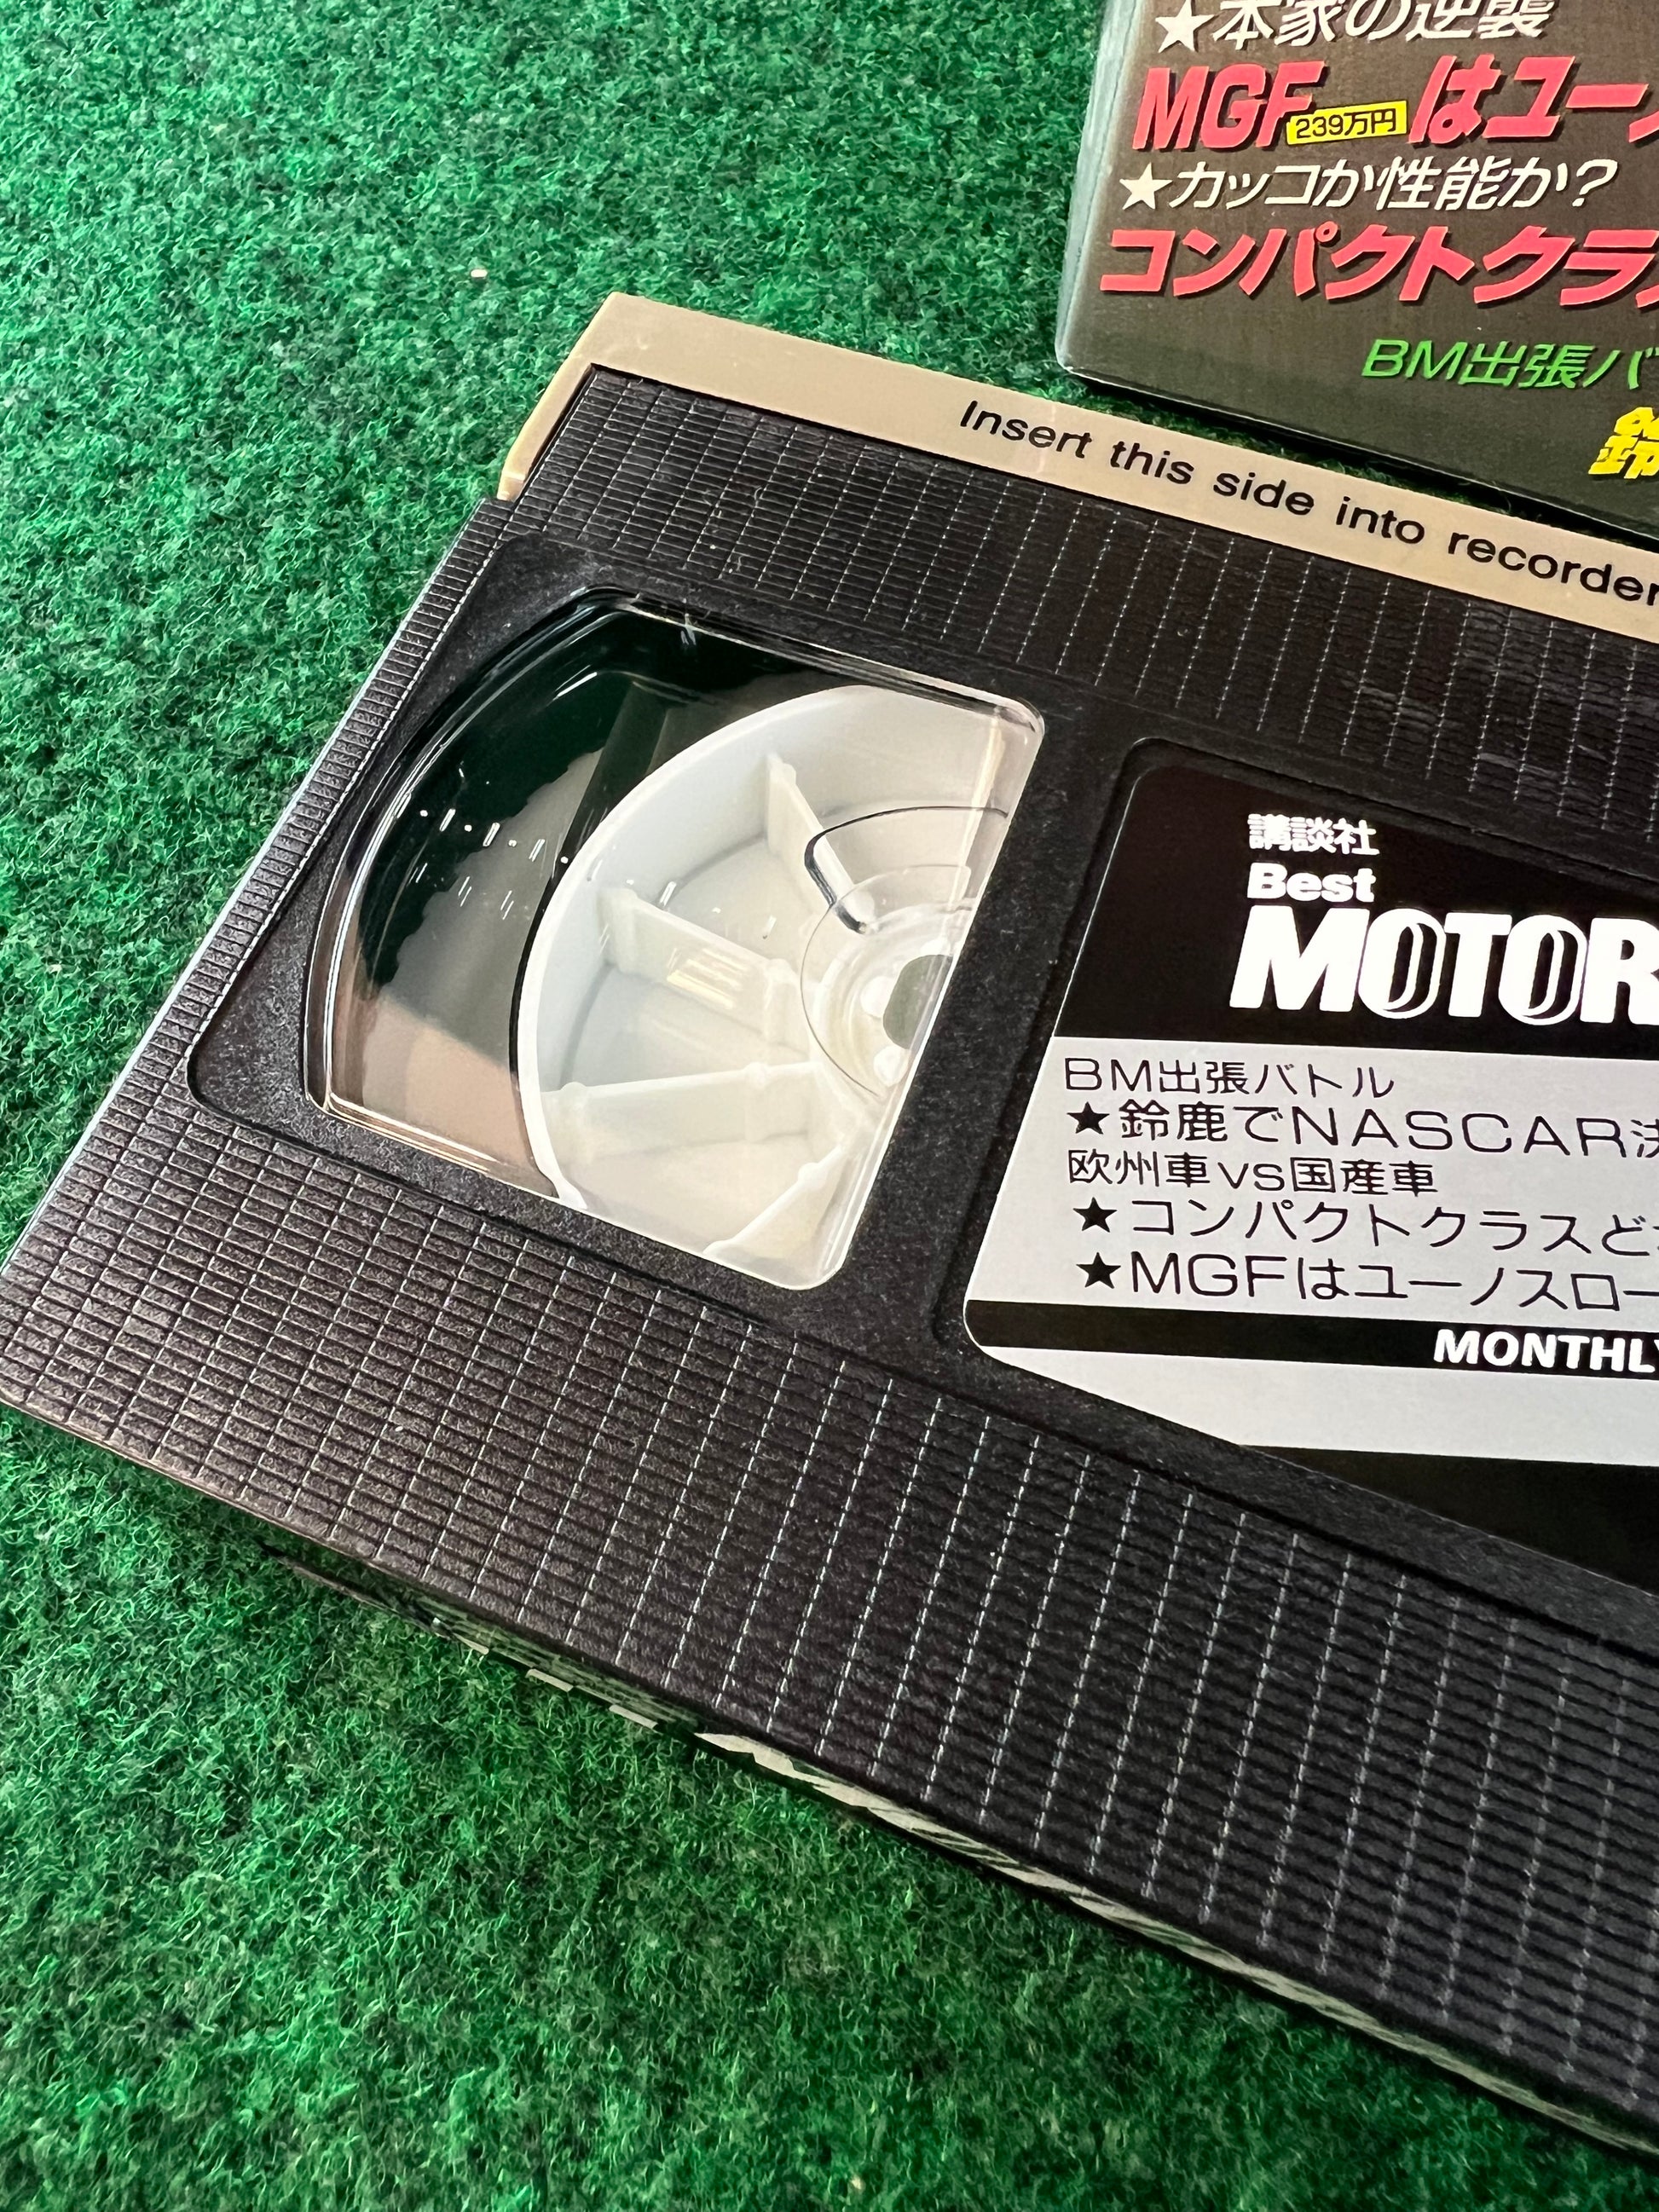 ★本家の逆襲
MGF 239万円 はユー
★カッコか性能か?
コンパクトクラス
BM出張バ
鈴
Insert this side into recorder
講談社
Best
MOTOR
BM出張バトル
★鈴鹿でNASCAR決
欧州車VS国産車
★コンパクトクラスど
★MGFはユーノスロー
MONTHLY